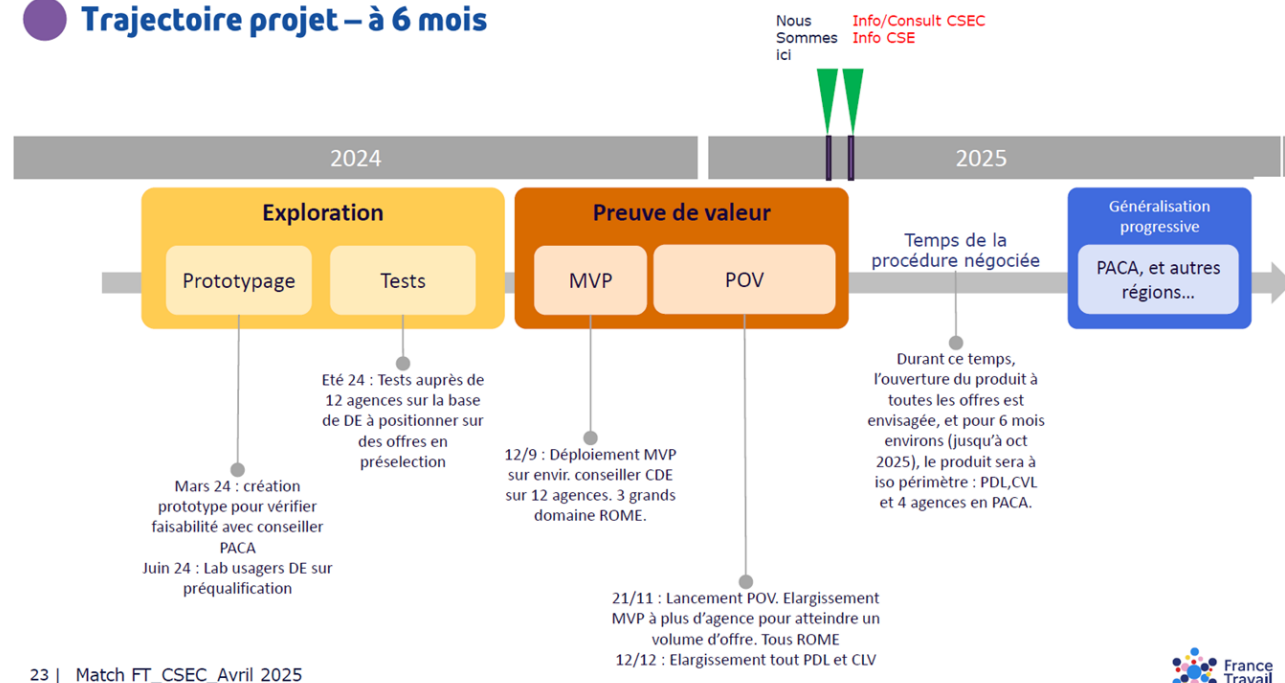 Trajectoire projet – à 6 mois
Nous
Sommes
ici
Info/Consult CSEC
Info CSE
2024
2025
Exploration
Prototypage
Tests
Preuve de valeur
MVP
POV
Temps de la
procédure négociée
Généralisation
progressive
PACA, et autres
régions...
Mars 24 : création
prototype pour vérifier
faisabilité avec conseiller
PACA
Juin 24 : Lab usagers DE sur
préqualification
Eté 24 : Tests auprès de
12 agences sur la base
de DE à positionner sur
des offres en
préselection
12/9 : Déploiement MVP
sur envir. conseiller CDE
sur 12 agences. 3 grands
domaine ROME.
21/11 : Lancement POV. Elargissement
MVP à plus d'agence pour atteindre un
volume d'offre. Tous ROME
12/12 : Elargissement tout PDL et CLV
Durant ce temps,
l'ouverture du produit à
toutes les offres est
envisagée, et pour 6 mois
environs (jusqu'à oct
2025), le produit sera à
iso périmètre : PDL,CVL
et 4 agences en PACA.
23 | Match FT_CSEC_Avril 2025
France
Travail